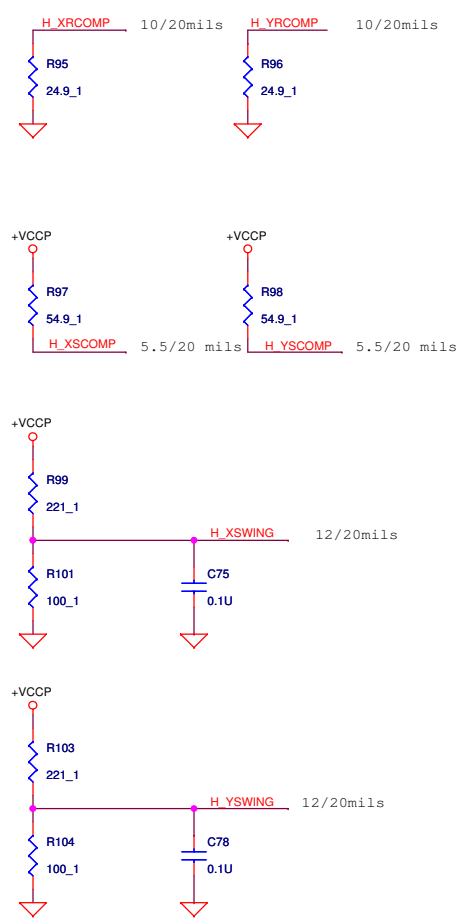 H_XRCOMP 10/20mils H_YRCOMP 10/20mils
R95 R96
24.9_1 24.9_1
+VCCP +VCCP
R97 R98
54.9_1 54.9_1
H_XSCOMP 5.5/20 mils H_YSCOMP 5.5/20 mils
+VCCP
R99
221_1
H_XSWING 12/20mils
R101 C75
100_1 0.1U
+VCCP
R103
221_1
H_YSWING 12/20mils
R104 C78
100_1 0.1U